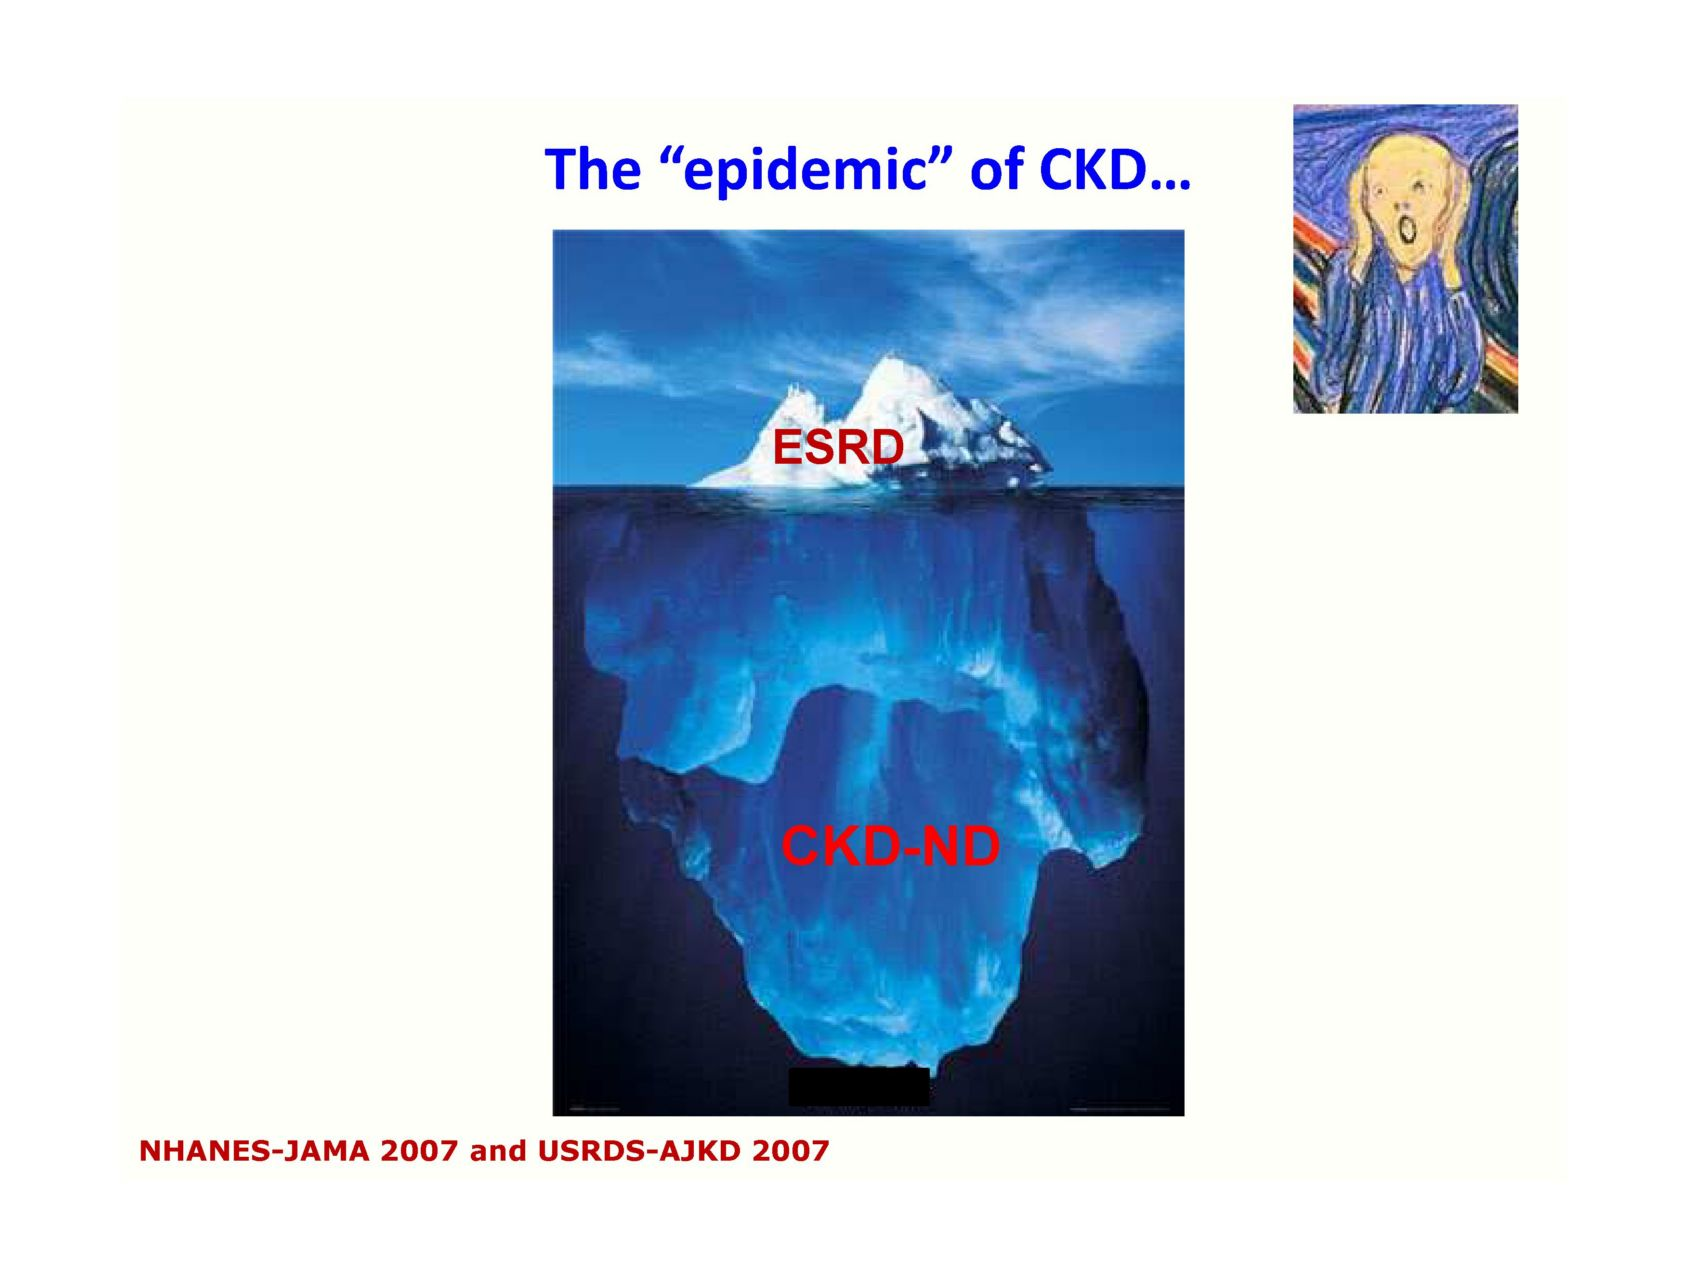 The “epidemic” of CKD…
ESRD
CKD-ND
NHANES-JAMA 2007 and USRDS-AJKD 2007